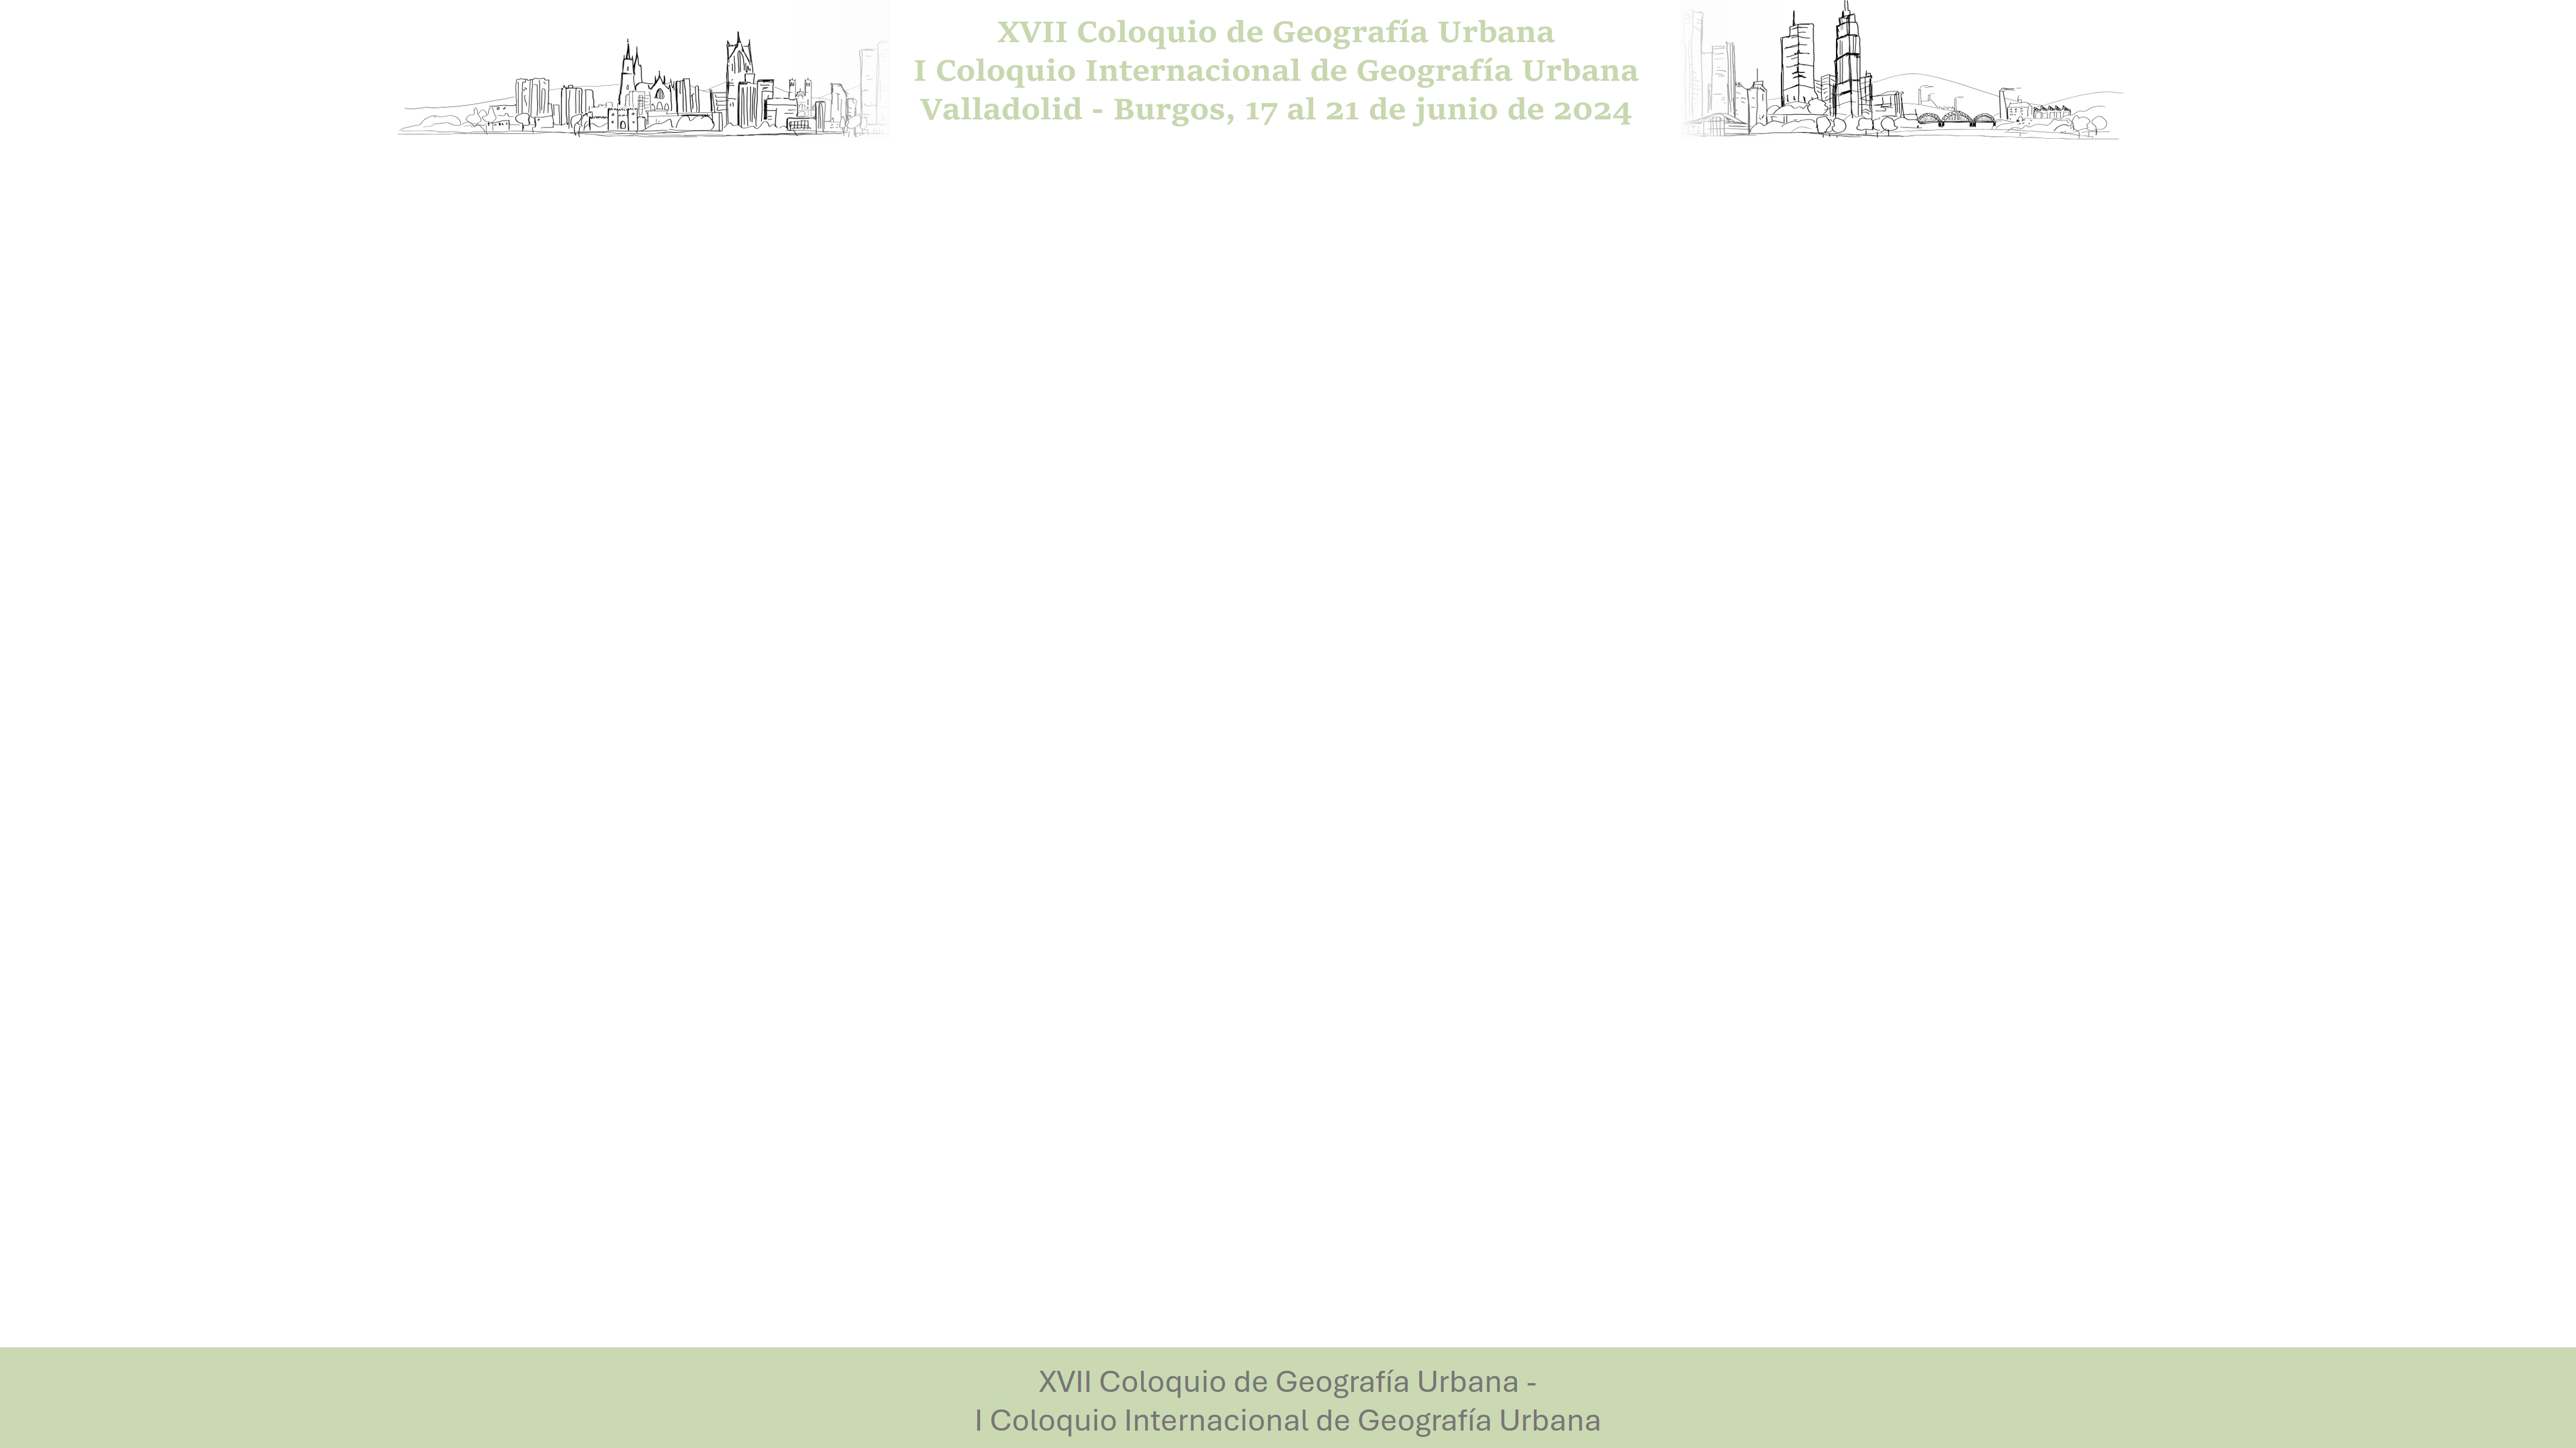 XVII Coloquio de Geografía Urbana
I Coloquio Internacional de Geografía Urbana
Valladolid - Burgos, 17 al 21 de junio de 2024
XVII Coloquio de Geografía Urbana -
I Coloquio Internacional de Geografía Urbana